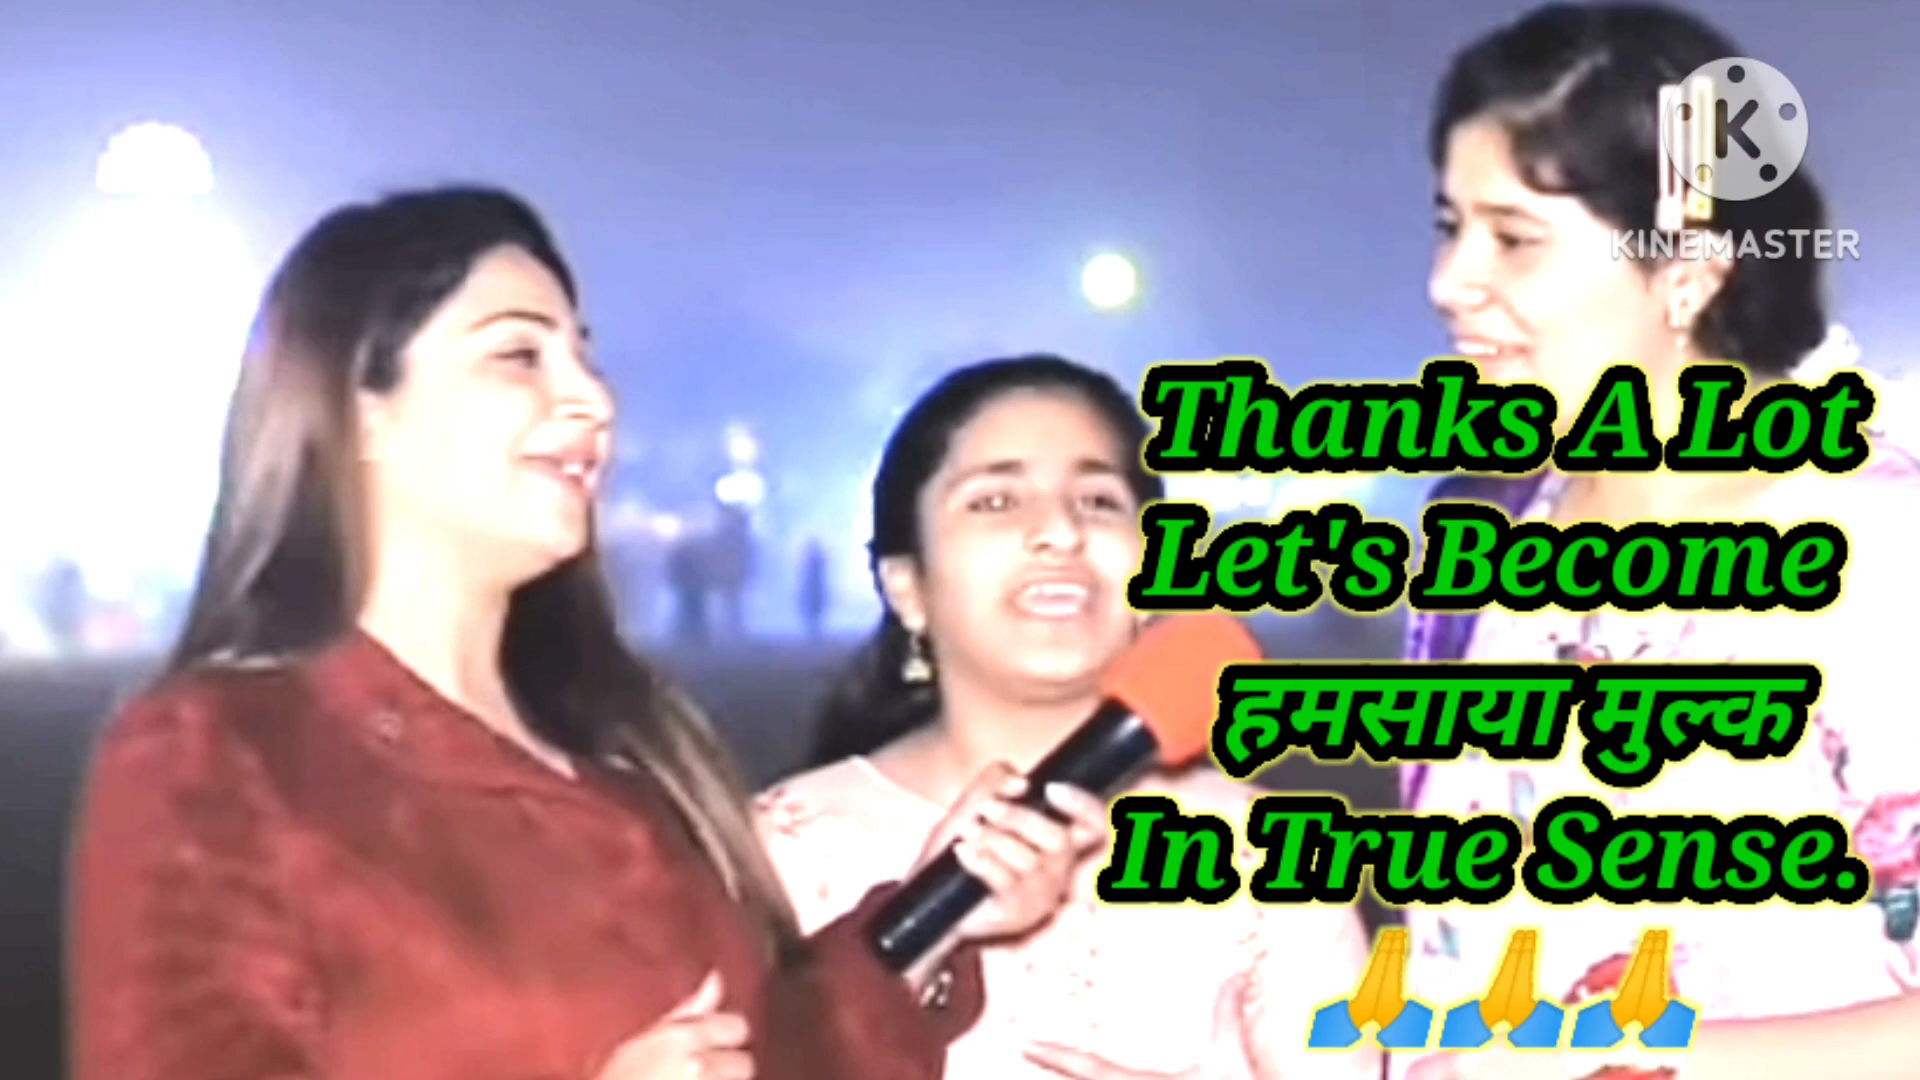 K
KINEMASTER
Thanks A Lot
Let's Become
हमसाया मुल्क
In True Sense.
🙏🙏🙏